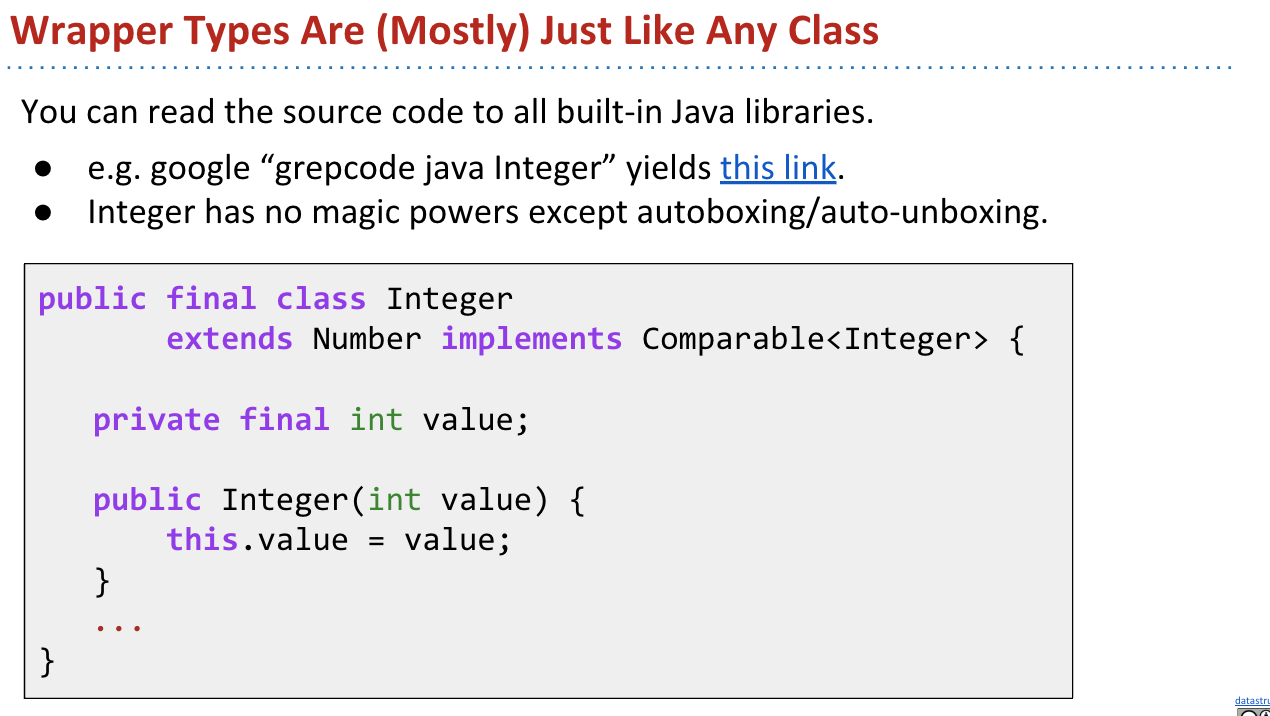 Wrapper Types Are (Mostly) Just Like Any Class
You can read the source code to all built-in Java libraries.
● e.g. google “grepcode java Integer” yields this link.
● Integer has no magic powers except autoboxing/auto-unboxing.
public final class Integer
extends Number implements Comparable<Integer> {
private final int value;
public Integer(int value) {
this.value = value;
}
...
}
datastru